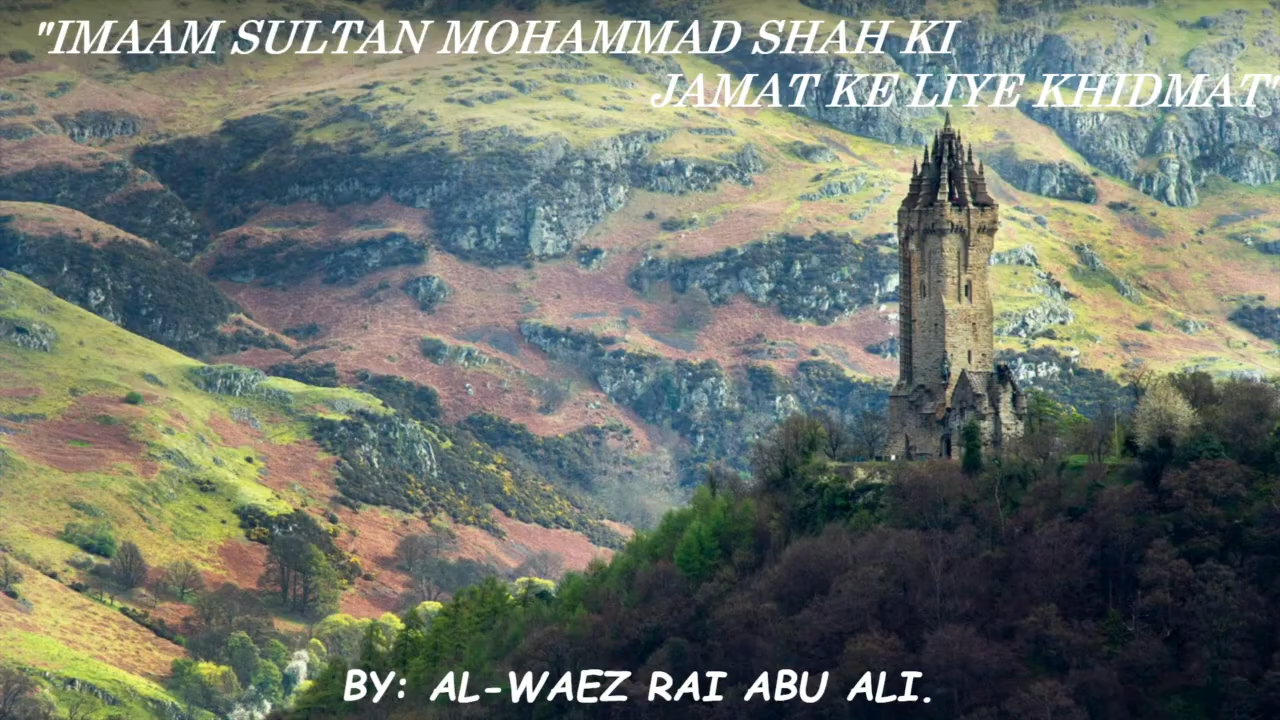 "IMAAM SULTAN MOHAMMAD SHAH KI
JAMAT KE LIYE KHIDMAT"
BY: AL-WAEZ RAI ABU ALI.